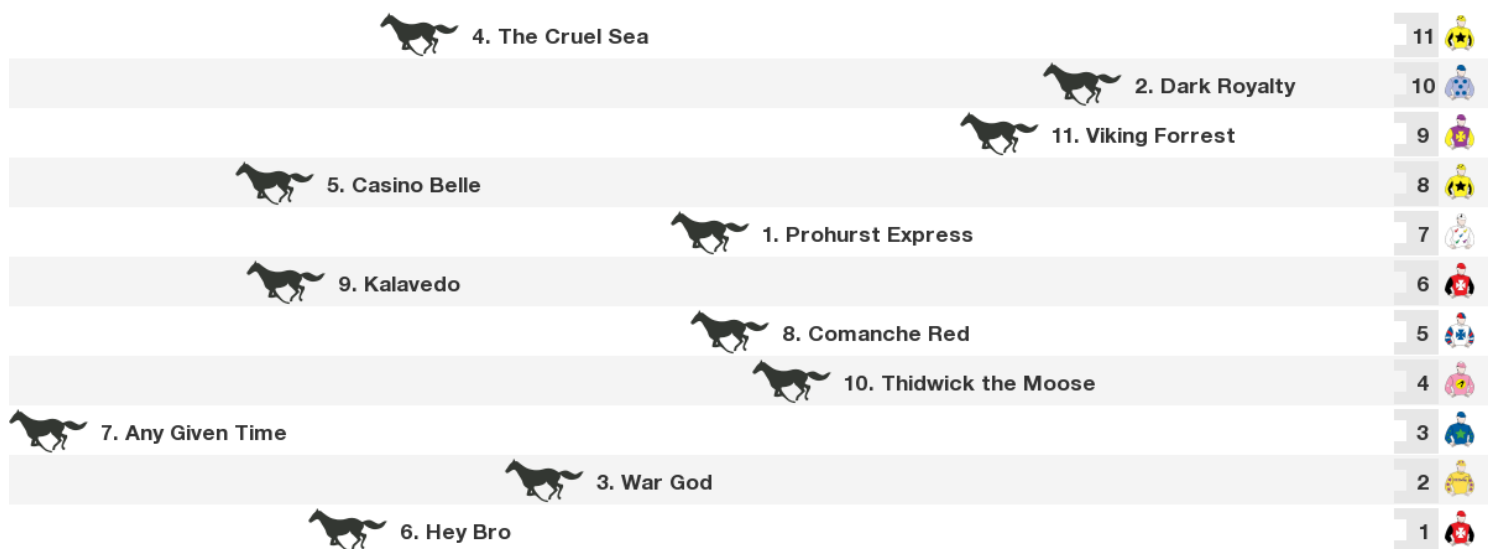 4. The Cruel Sea 11
2. Dark Royalty 10
11. Viking Forrest 9
5. Casino Belle 8
1. Prohurst Express 7
9. Kalavedo 6
8. Comanche Red 5
10. Thidwick the Moose 4
7. Any Given Time 3
3. War God 2
6. Hey Bro 1